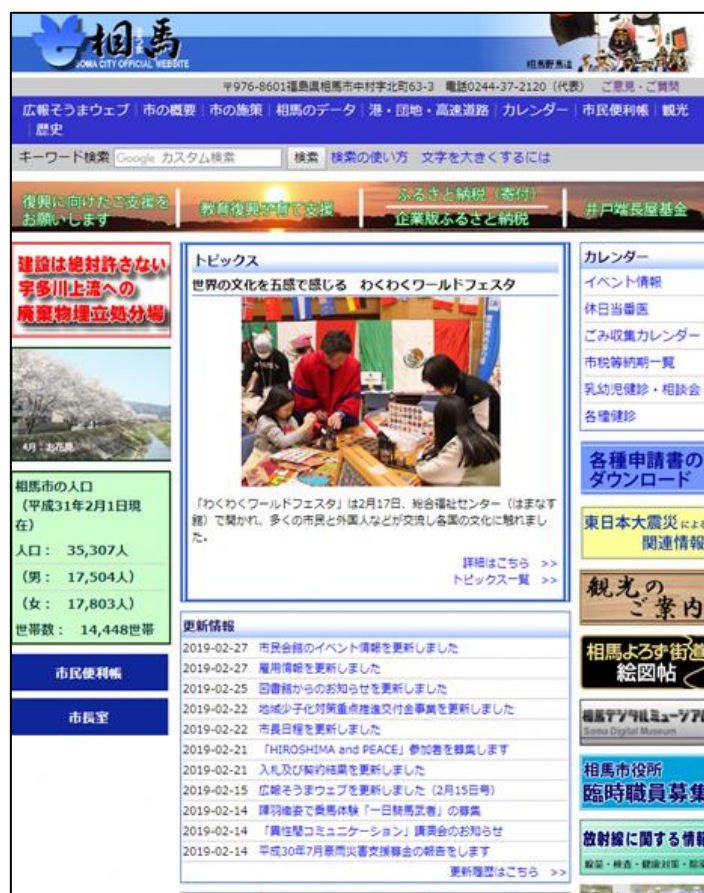 相馬
そうま
SOMA CITY OFFICIAL WEBSITE
相馬野馬追
〒976-8601福島県相馬市中村字北町63-3 電話0244-37-2120(代表) ご意見・ご質問
広報そうまウェブ|市の概要|市の施策|相馬のデータ|港・団地・高速道路|カレンダー|市民便利帳|観光
|歴史
キーワード検索 Google カスタム検索 検索 検索の使い方 文字を大きくするには
復興に向けたご支援を
お願いします
教育復興子育て支援
ふるさと納税(寄付)
企業版ふるさと納税
井戸端長屋基金
建設は絶対許さない
宇多川上流への
廃棄物埋立処分場
4月:お花見
相馬市の人口
(平成31年2月1日現
在)
人口: 35,307人
(男: 17,504人)
(女: 17,803人)
世帯数: 14,448世帯
市民便利帳
市長室
トピックス
世界の文化を五感で感じる わくわくワールドフェスタ
「わくわくワールドフェスタ」は2月17日、総合福祉センター(はまなす
館)で開かれ、多くの市民と外国人などが交流し各国の文化に触れまし
た。
詳細はこちら >>
トピックス一覧 >>
更新情報
2019-02-27 市民会館のイベント情報を更新しました
2019-02-27 雇用情報を更新しました
2019-02-25 図書館からのお知らせを更新しました
2019-02-22 地域少子化対策重点推進交付金事業を更新しました
2019-02-22 市長日程を更新しました
2019-02-21 「HIROSHIMA and PEACE」参加者を募集します
2019-02-21 入札及び契約結果を更新しました
2019-02-15 広報そうまウェブを更新しました(2月15日号)
2019-02-14 陣羽織姿で乗馬体験「一日騎馬武者」の募集
2019-02-14 「異性間コミュニケーション」講演会のお知らせ
2019-02-14 平成30年7月豪雨災害支援募金の報告をします
更新履歴はこちら >>
カレンダー
イベント情報
休日当番医
ごみ収集カレンダー
市税等納期一覧
乳幼児健診・相談会
各種健診
各種申請書の
ダウンロード
東日本大震災による
関連情報
観光の
ご案内
相馬よろず街道
絵図帖
相馬デジタルミュージアム
Soma Digital Museum
相馬市役所
臨時職員募集
放射線に関する情報
除染・検査・健康対策・除染